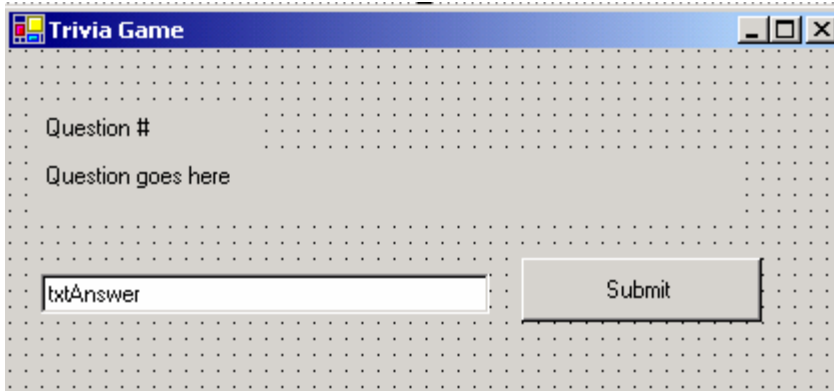 Trivia Game
Question #
Question goes here
txtAnswer
Submit